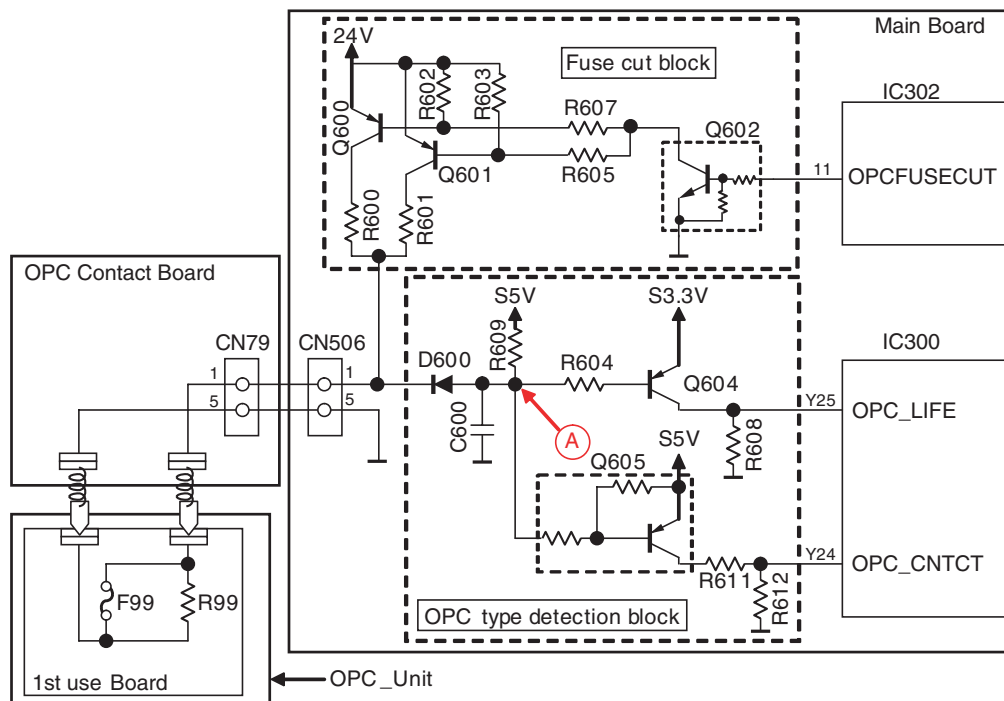 Main Board
24V
Fuse cut block
R602
R603
IC302
Q600
R607
Q602
Q601
R605
11
OPCFUSECUT
R600
R601
OPC Contact Board
S5V
S3.3V
CN79
CN506
D600
R609
R604
Q604
IC300
1
1
5
5
Y25
OPC_LIFE
C600
A
R608
S5V
Q605
Y24
OPC_CNTCT
R611
R612
F99
R99
OPC type detection block
1st use Board
OPC_Unit